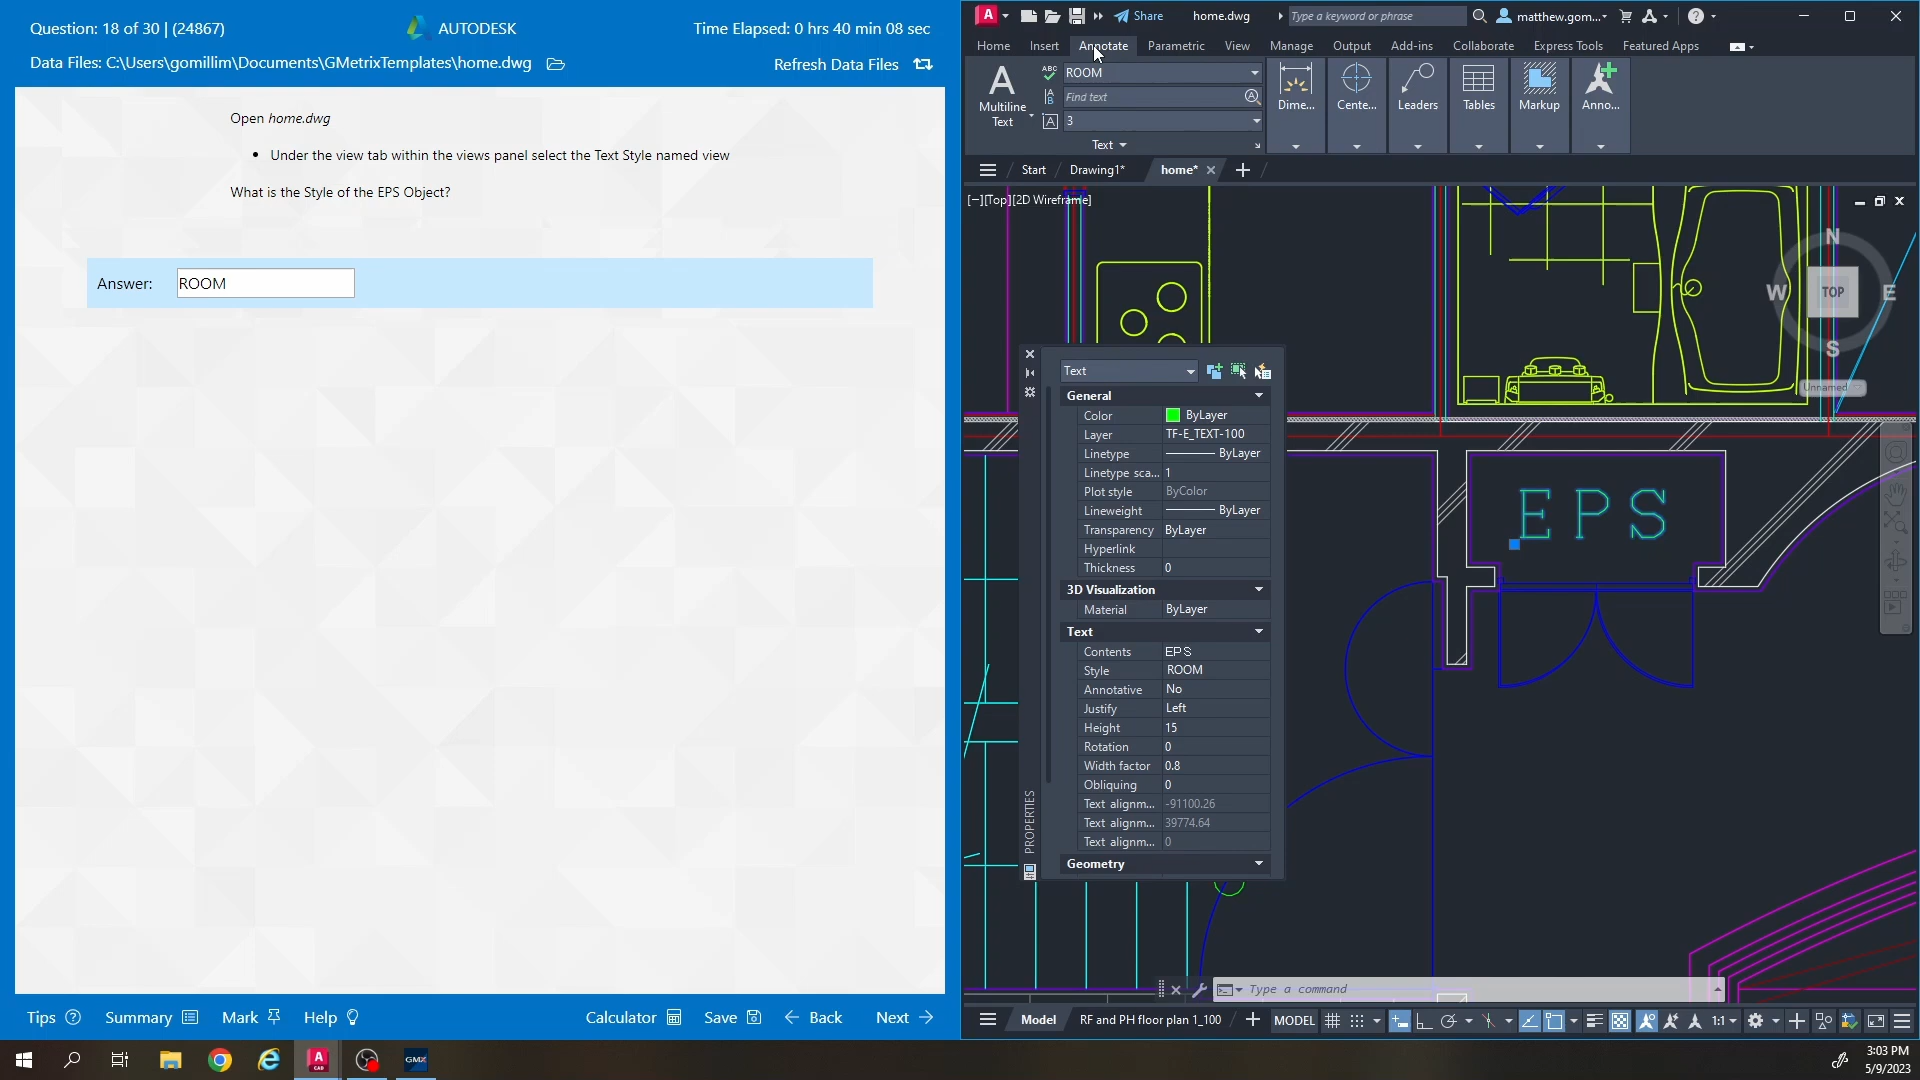 Question: 18 of 30 | (24867)
AUTODESK
Time Elapsed: 0 hrs 40 min 08 sec
Data Files: C:\Users\gomillim\Documents\GMetrixTemplates\home.dwg
Refresh Data Files
Open home.dwg
• Under the view tab within the views panel select the Text Style named view
What is the Style of the EPS Object?
Answer: ROOM
Tips
Summary
Mark
Help
Calculator
Save
Back
Next
Share
home.dwg
Type a keyword or phrase
matthew.gom...
Home Insert Annotate Parametric View Manage Output Add-ins Collaborate Express Tools Featured Apps
Multiline Text
ABC
ROOM
Find text
3
Text
Dime...
Cente...
Leaders
Tables
Markup
Anno...
Start Drawing1* home*
[−][Top][2D Wireframe]
N
W TOP E
S
Unnamed
EPS
Text
General
Color ByLayer
Layer TF-E_TEXT-100
Linetype ByLayer
Linetype sca... 1
Plot style ByColor
Lineweight ByLayer
Transparency ByLayer
Hyperlink
Thickness 0
3D Visualization
Material ByLayer
Text
Contents EPS
Style ROOM
Annotative No
Justify Left
Height 15
Rotation 0
Width factor 0.8
Obliquing 0
Text alignm... -91100.26
Text alignm... 39774.64
Text alignm... 0
Geometry
PROPERTIES
Type a command
Model RF and PH floor plan 1_100
MODEL
1:1
3:03 PM
5/9/2023
A CAD
GMX